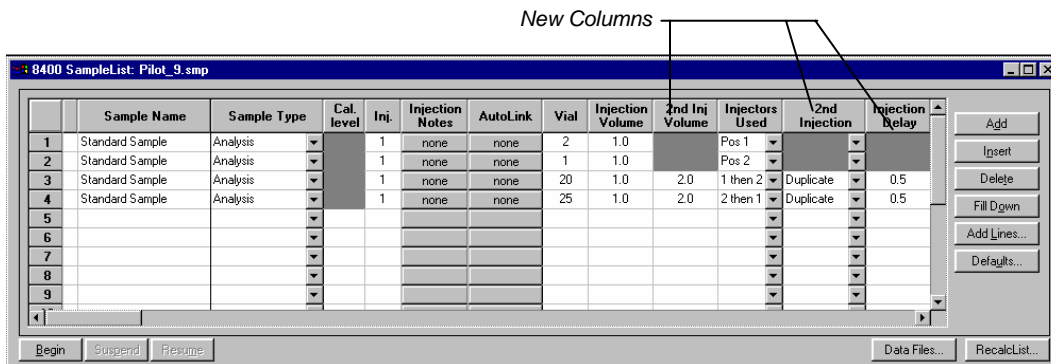 New Columns
8400 SampleList: Pilot_9.smp
Sample Name Sample Type Cal. level Inj. Injection Notes AutoLink Vial Injection Volume 2nd Inj Volume Injectors Used 2nd Injection Injection Delay
1 Standard Sample Analysis 1 none none 2 1.0 Pos 1
2 Standard Sample Analysis 1 none none 1 1.0 Pos 2
3 Standard Sample Analysis 1 none none 20 1.0 2.0 1 then 2 Duplicate 0.5
4 Standard Sample Analysis 1 none none 25 1.0 2.0 2 then 1 Duplicate 0.5
5
6
7
8
9
Add
Insert
Delete
Fill Down
Add Lines...
Defaults...
Begin Suspend Resume Data Files... RecalcList...